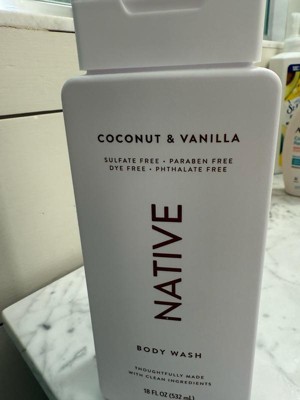 COCONUT & VANILLA
SULFATE FREE • PARABEN FREE
DYE FREE • PHTHALATE FREE
NATIVE
BODY WASH
THOUGHTFULLY MADE
WITH CLEAN INGREDIENTS
18 FL OZ (532 mL)